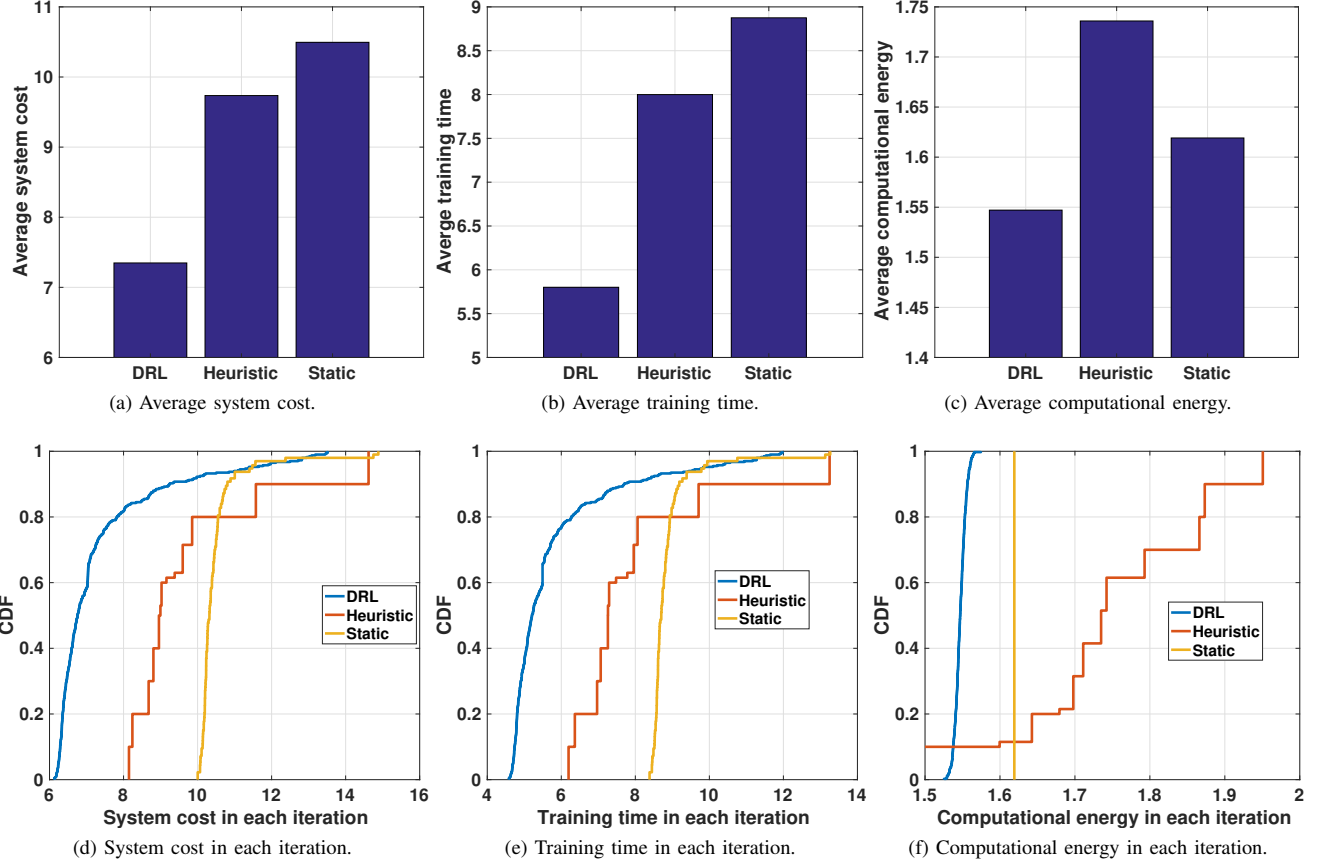 11
10
9
8
7
6
Average system cost
DRL Heuristic Static
(a) Average system cost.
9
8.5
8
7.5
7
6.5
6
5.5
5
Averge training time
DRL Heuristic Static
(b) Average training time.
1.75
1.7
1.65
1.6
1.55
1.5
1.45
1.4
Average computational energy
DRL Heuristic Static
(c) Average computational energy.
1
0.8
0.6
0.4
0.2
0
CDF
DRL
Heuristic
Static
6 8 10 12 14 16
System cost in each iteration
(d) System cost in each iteration.
1
0.8
0.6
0.4
0.2
0
CDF
DRL
Heuristic
Static
4 6 8 10 12 14
Training time in each iteration
(e) Training time in each iteration.
1
0.8
0.6
0.4
0.2
0
CDF
DRL
Heuristic
Static
1.5 1.6 1.7 1.8 1.9 2
Computational energy in each iteration
(f) Computational energy in each iteration.